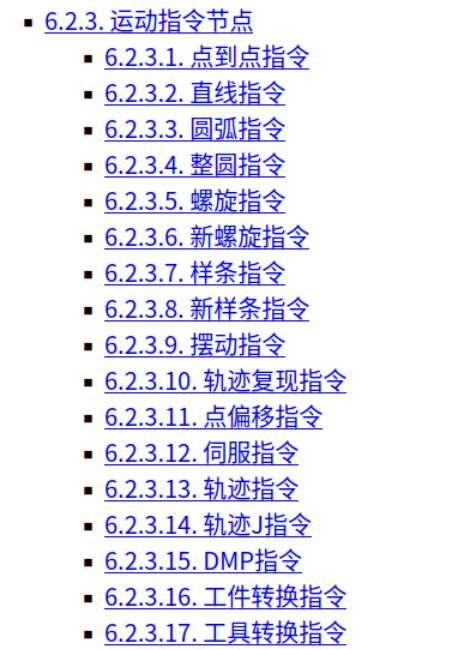 6.2.3. 运动指令节点
6.2.3.1. 点到点指令
6.2.3.2. 直线指令
6.2.3.3. 圆弧指令
6.2.3.4. 整圆指令
6.2.3.5. 螺旋指令
6.2.3.6. 新螺旋指令
6.2.3.7. 样条指令
6.2.3.8. 新样条指令
6.2.3.9. 摆动指令
6.2.3.10. 轨迹复现指令
6.2.3.11. 点偏移指令
6.2.3.12. 伺服指令
6.2.3.13. 轨迹指令
6.2.3.14. 轨迹J指令
6.2.3.15. DMP指令
6.2.3.16. 工件转换指令
6.2.3.17. 工具转换指令